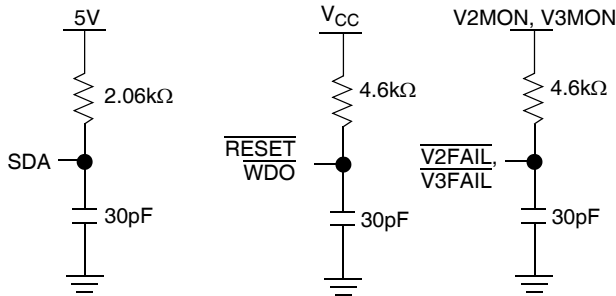 5V
2.06kΩ
SDA
30pF
VCC
4.6kΩ
RESET
WDO
30pF
V2MON, V3MON
4.6kΩ
V2FAIL,
V3FAIL
30pF